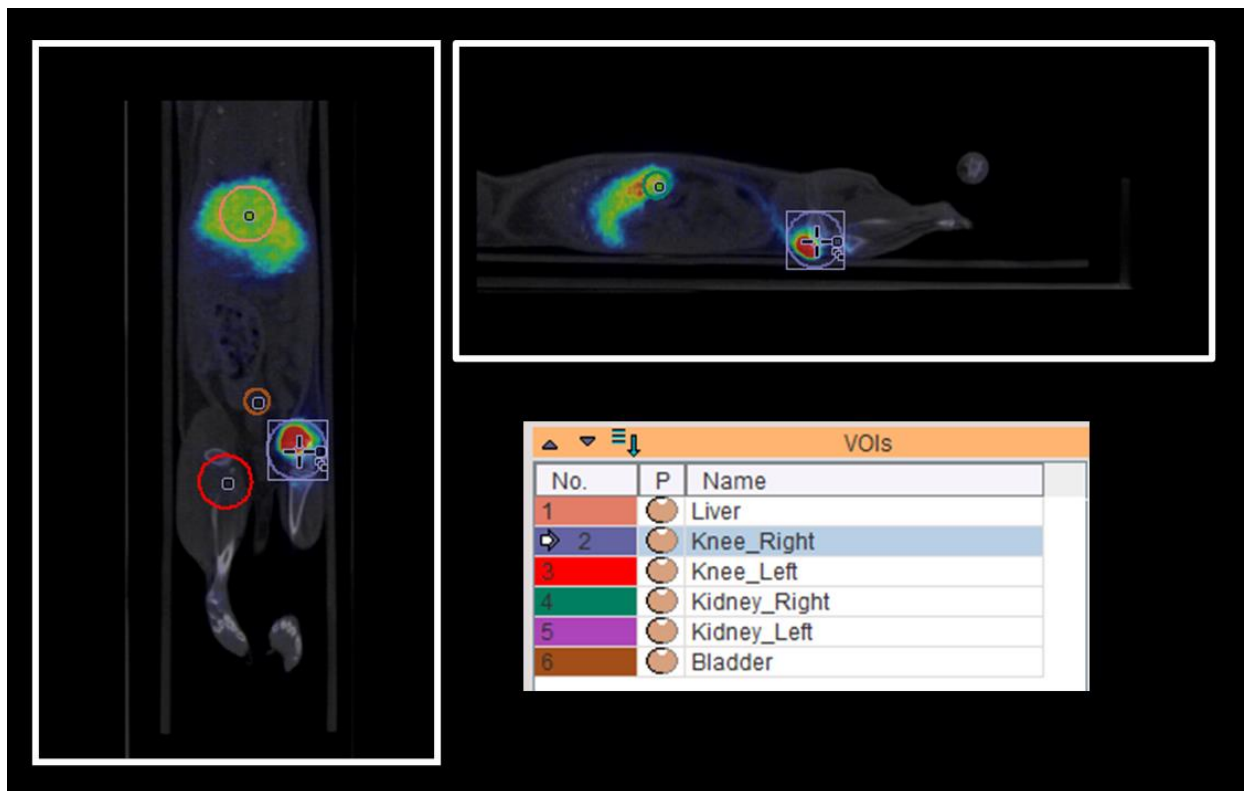 VOIs
No. P Name
1 Liver
2 Knee_Right
3 Knee_Left
4 Kidney_Right
5 Kidney_Left
6 Bladder